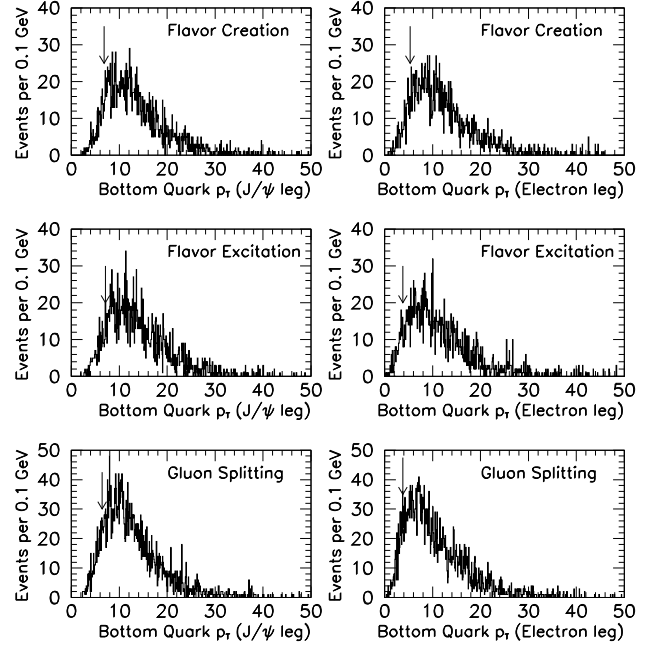 Events per 0.1 GeV
40
30
20
10
0
Flavor Creation
0 10 20 30 40 50
Bottom Quark pT (J/ψ leg)
Events per 0.1 GeV
40
30
20
10
0
Flavor Creation
0 10 20 30 40 50
Bottom Quark pT (Electron leg)
Events per 0.1 GeV
40
30
20
10
0
Flavor Excitation
0 10 20 30 40 50
Bottom Quark pT (J/ψ leg)
Events per 0.1 GeV
40
30
20
10
0
Flavor Excitation
0 10 20 30 40 50
Bottom Quark pT (Electron leg)
Events per 0.1 GeV
50
40
30
20
10
0
Gluon Splitting
0 10 20 30 40 50
Bottom Quark pT (J/ψ leg)
Events per 0.1 GeV
50
40
30
20
10
0
Gluon Splitting
0 10 20 30 40 50
Bottom Quark pT (Electron leg)